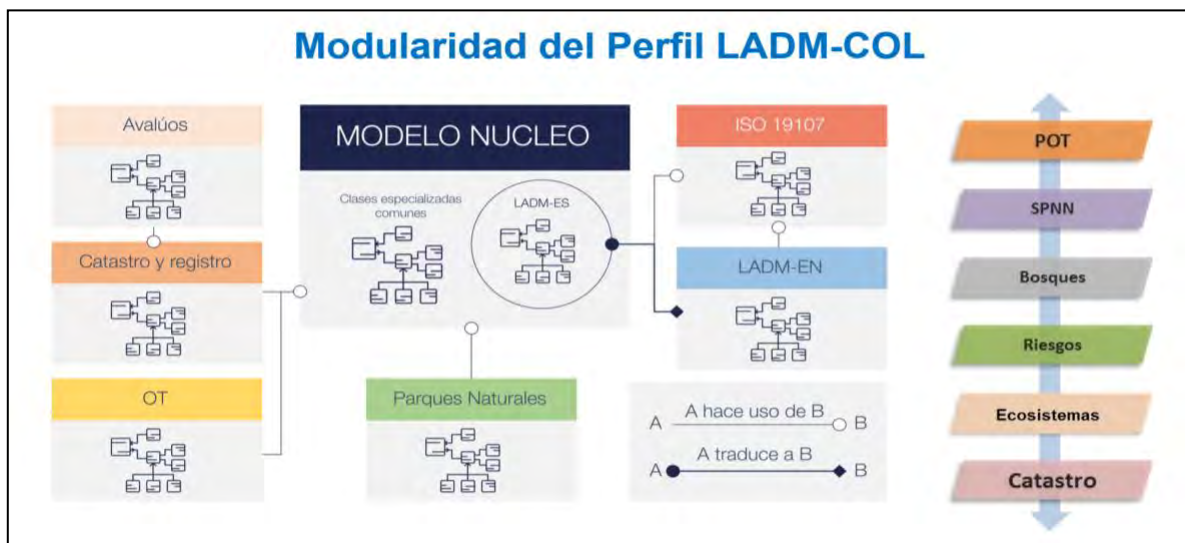 Modularidad del Perfil LADM-COL
Avalúos
MODELO NUCLEO
ISO 19107
Clases especializadas
comunes
LADM-ES
Catastro y registro
LADM-EN
OT
Parques Naturales
A A hace uso de B B
A A traduce a B B
POT
SPNN
Bosques
Riesgos
Ecosistemas
Catastro